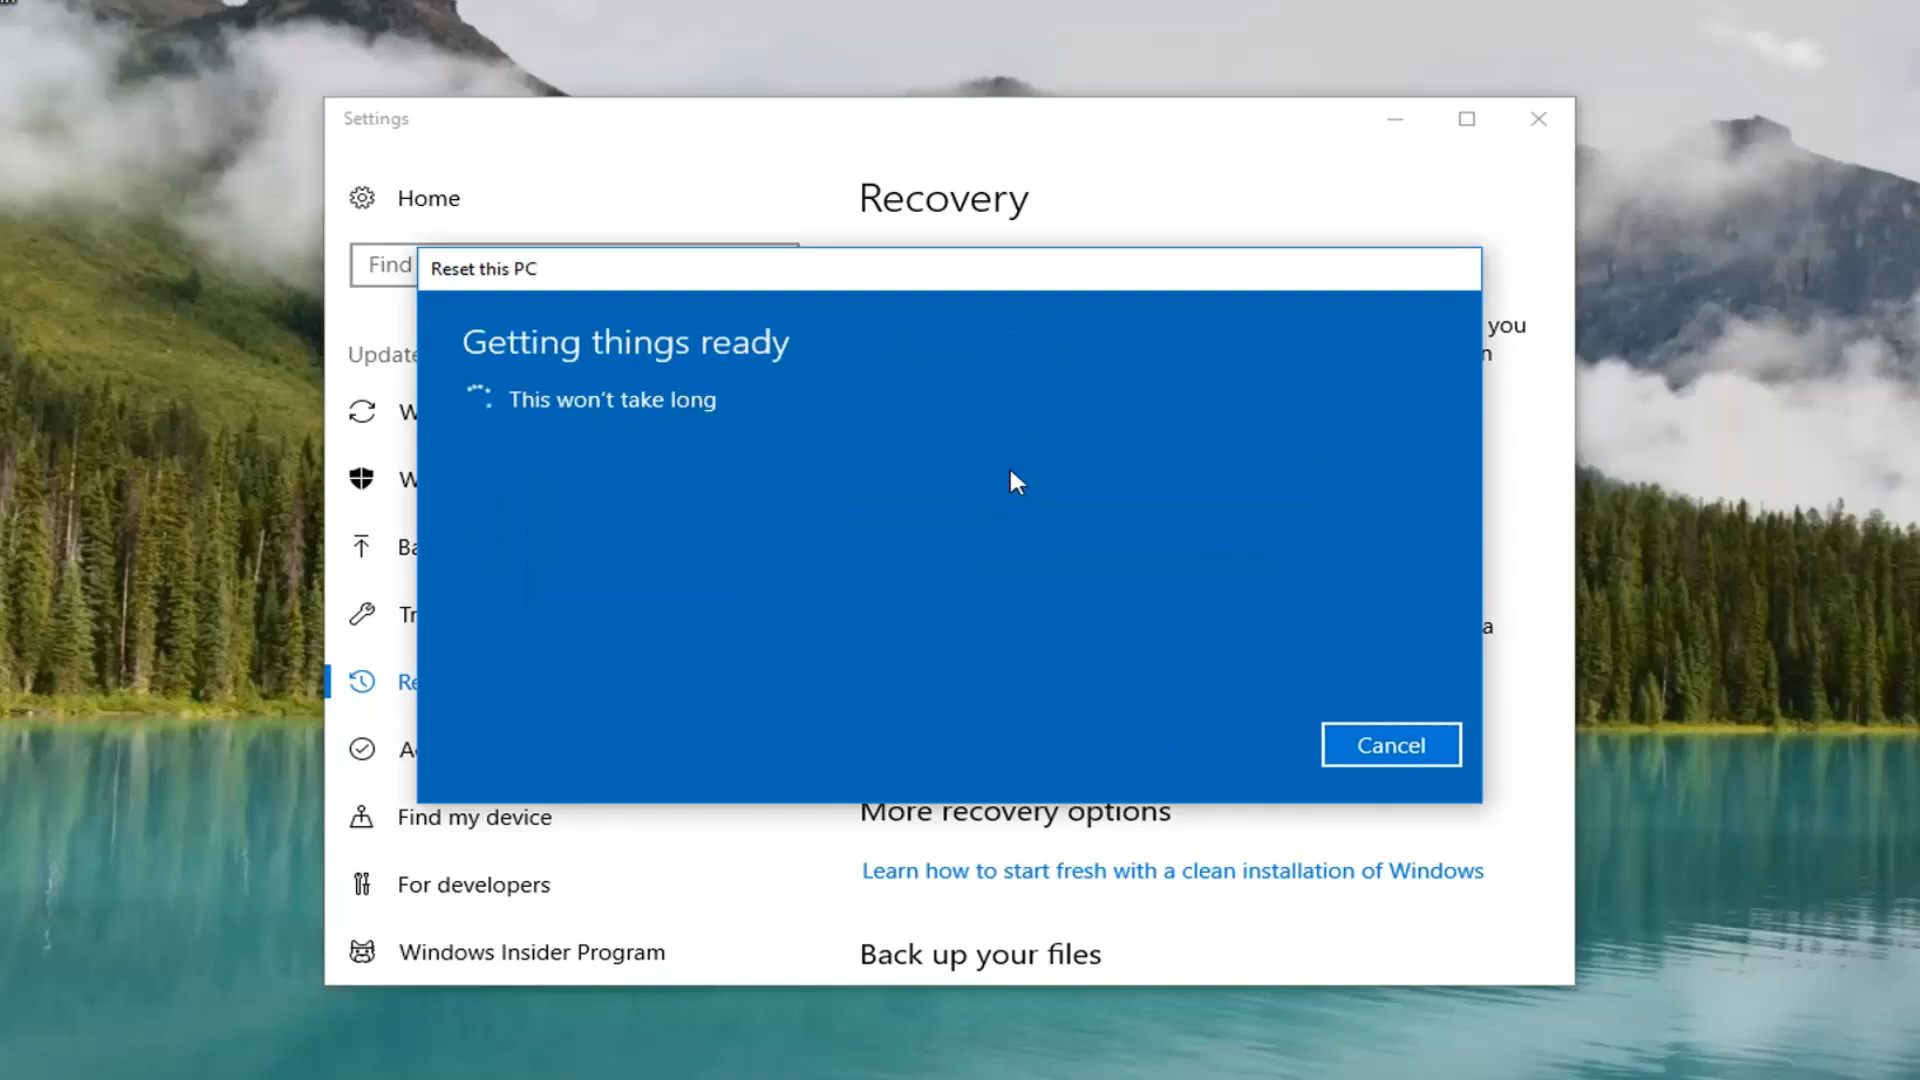 Settings
Home
Recovery
Find
Reset this PC
Getting things ready
This won't take long
you
Update
Cancel
More recovery options
Find my device
Learn how to start fresh with a clean installation of Windows
For developers
Windows Insider Program
Back up your files